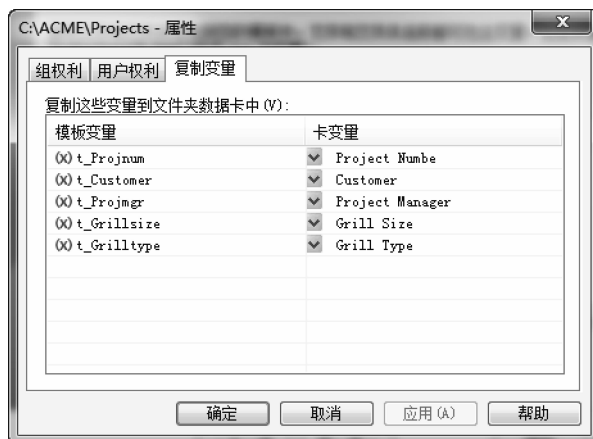 C:\ACME\Projects - 属性
组权利 用户权利 复制变量
复制这些变量到文件夹数据卡中(V):
模板变量 卡变量
(x) t_Projnum Project Numbe
(x) t_Customer Customer
(x) t_Projmgr Project Manager
(x) t_Grillsize Grill Size
(x) t_Grilltype Grill Type
确定 取消 应用(A) 帮助